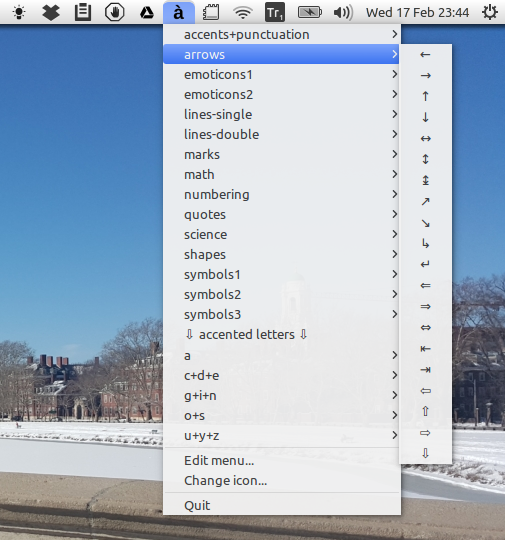 à Tr1 Wed 17 Feb 23:44
accents+punctuation
arrows
emoticons1
emoticons2
lines-single
lines-double
marks
math
numbering
quotes
science
shapes
symbols1
symbols2
symbols3
⇩ accented letters ⇩
a
c+d+e
g+i+n
o+s
u+y+z
Edit menu...
Change icon...
Quit
←
→
↑
↓
↔
↕
↨
↗
↘
↳
↵
⇐
⇒
⇔
⇤
⇥
⇦
⇧
⇨
⇩